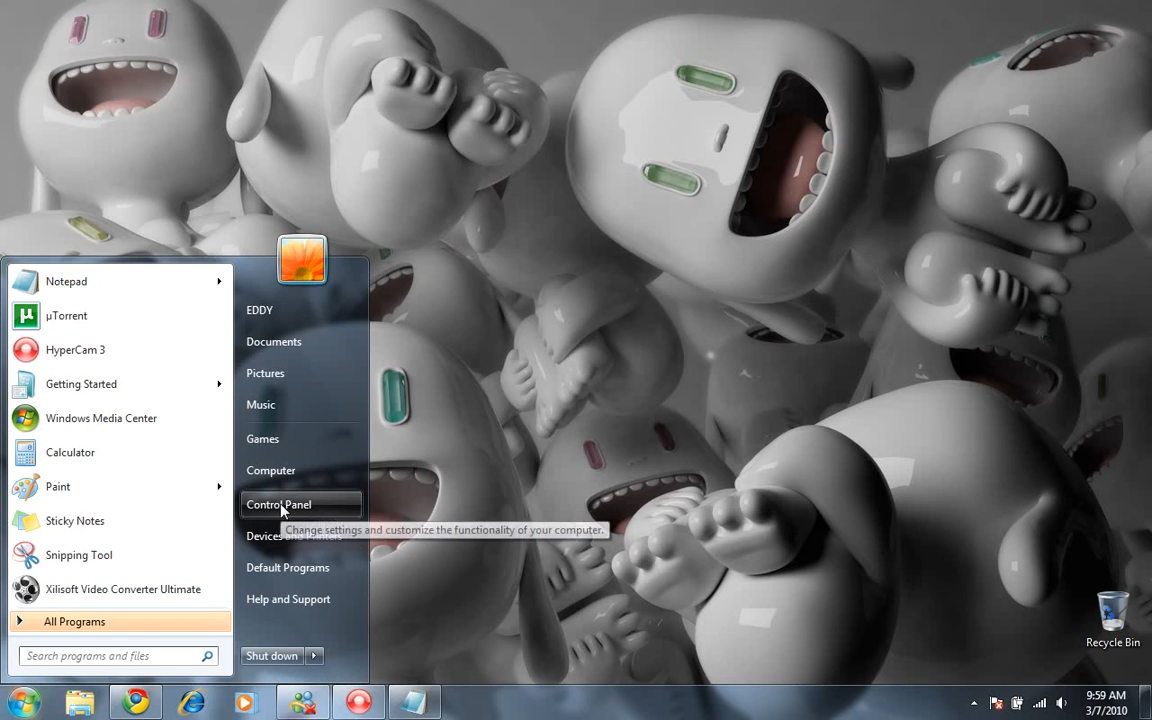 Notepad
µTorrent
HyperCam 3
Getting Started
Windows Media Center
Calculator
Paint
Sticky Notes
Snipping Tool
Xilisoft Video Converter Ultimate
All Programs
Search programs and files
EDDY
Documents
Pictures
Music
Games
Computer
Control Panel
Change settings and customize the functionality of your computer.
Devices and Printers
Default Programs
Help and Support
Shut down
Recycle Bin
9:59 AM
3/7/2010